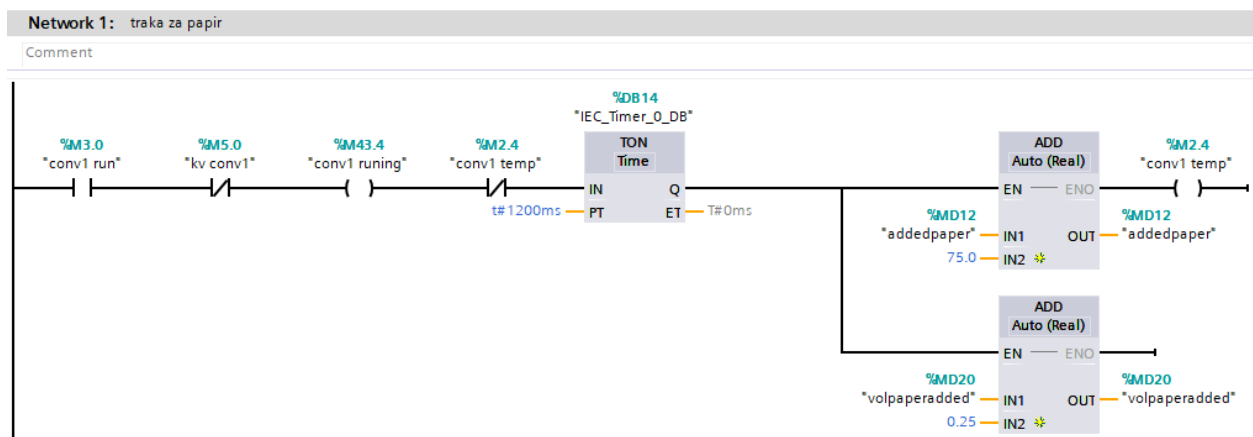 Network 1: traka za papir
Comment
%DB14
"IEC_Timer_0_DB"
%M3.0
"conv1 run"
%M5.0
"kv conv1"
%M43.4
"conv1 runing"
%M2.4
"conv1 temp"
TON
Time
IN
Q
t#1200ms
PT
ET
T#0ms
ADD
Auto (Real)
EN
ENO
%M2.4
"conv1 temp"
%MD12
"addedpaper"
IN1
75.0
IN2
OUT
%MD12
"addedpaper"
ADD
Auto (Real)
EN
ENO
%MD20
"volpaperadded"
IN1
0.25
IN2
OUT
%MD20
"volpaperadded"